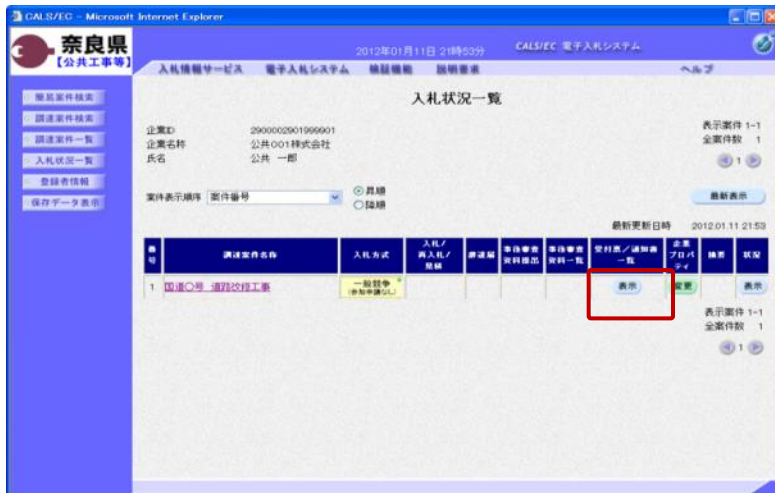 CALS/EC - Microsoft Internet Explorer
奈良県
【公共工事等】
2012年01月11日 21時53分
CALS/EC 電子入札システム
入札情報サービス 電子入札システム 検証機能 説明要求 ヘルプ
簡易案件検索
調達案件検索
調達案件一覧
入札状況一覧
登録者情報
保存データ表示
入札状況一覧
企業ID 2900002901999901
企業名称 公共001株式会社
氏名 公共 一郎
表示案件 1-1
全案件数 1
1
案件表示順序 案件番号
昇順
降順
最新表示
最新更新日時 2012.01.11 21:53
番号 調達案件名称 入札方式 入札/再入札/見積 辞退届 事後審査資料提出 事後審査資料一覧 受付票/通知書一覧 企業プロパティ 摘要 状況
1 国道○号 道路改修工事 一般競争(参加申請なし) 表示 変更 表示
表示案件 1-1
全案件数 1
1